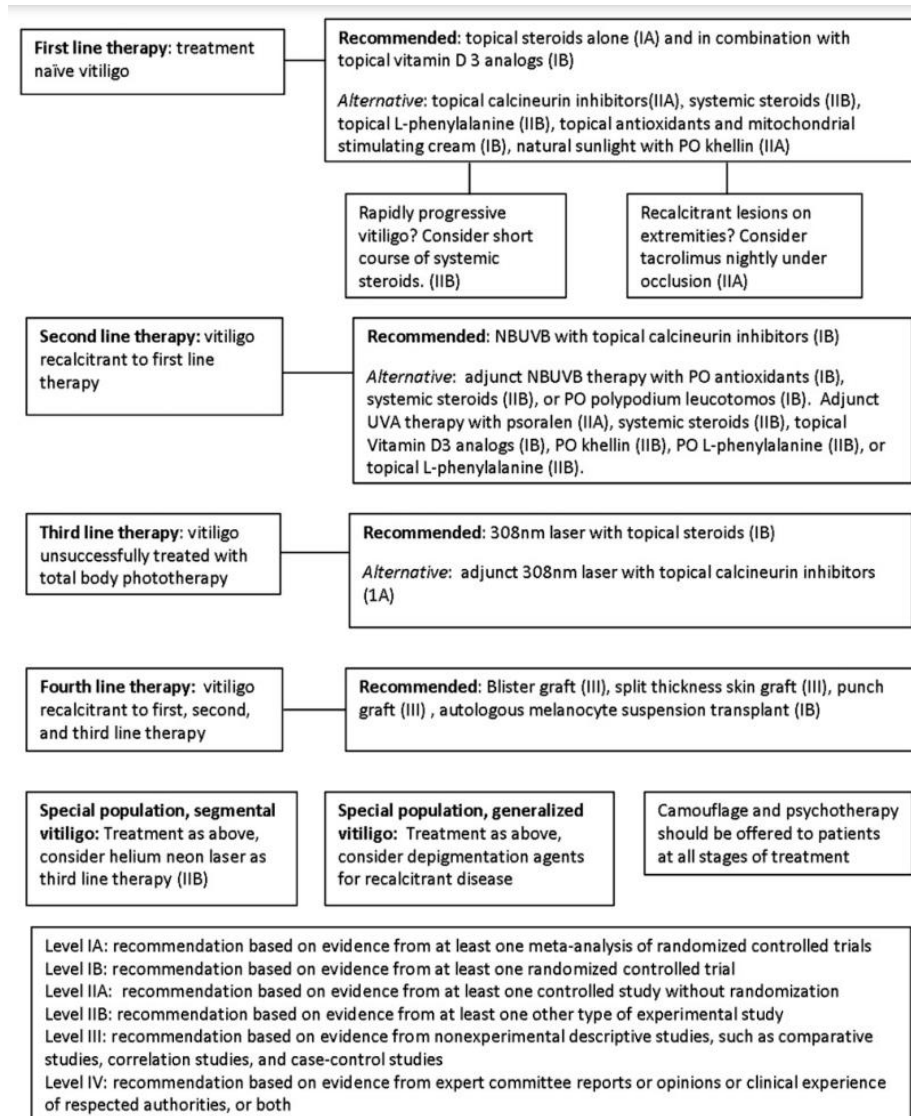 First line therapy: treatment
naïve vitiligo
Recommended: topical steroids alone (IA) and in combination with
topical vitamin D 3 analogs (IB)
Alternative: topical calcineurin inhibitors(IIA), systemic steroids (IIB),
topical L-phenylalanine (IIB), topical antioxidants and mitochondrial
stimulating cream (IB), natural sunlight with PO khellin (IIA)
Rapidly progressive
vitiligo? Consider short
course of systemic
steroids. (IIB)
Recalcitrant lesions on
extremities? Consider
tacrolimus nightly under
occlusion (IIA)
Second line therapy: vitiligo
recalcitrant to first line
therapy
Recommended: NBUVB with topical calcineurin inhibitors (IB)
Alternative: adjunct NBUVB therapy with PO antioxidants (IB),
systemic steroids (IIB), or PO polypodium leucotomos (IB). Adjunct
UVA therapy with psoralen (IIA), systemic steroids (IIB), topical
Vitamin D3 analogs (IB), PO khellin (IIB), PO L-phenylalanine (IIB), or
topical L-phenylalanine (IIB).
Third line therapy: vitiligo
unsuccessfully treated with
total body phototherapy
Recommended: 308nm laser with topical steroids (IB)
Alternative: adjunct 308nm laser with topical calcineurin inhibitors
(1A)
Fourth line therapy: vitiligo
recalcitrant to first, second,
and third line therapy
Recommended: Blister graft (III), split thickness skin graft (III), punch
graft (III) , autologous melanocyte suspension transplant (IB)
Special population, segmental
vitiligo: Treatment as above,
consider helium neon laser as
third line therapy (IIB)
Special population, generalized
vitiligo: Treatment as above,
consider depigmentation agents
for recalcitrant disease
Camouflage and psychotherapy
should be offered to patients
at all stages of treatment
Level IA: recommendation based on evidence from at least one meta-analysis of randomized controlled trials
Level IB: recommendation based on evidence from at least one randomized controlled trial
Level IIA: recommendation based on evidence from at least one controlled study without randomization
Level IIB: recommendation based on evidence from at least one other type of experimental study
Level III: recommendation based on evidence from nonexperimental descriptive studies, such as comparative
studies, correlation studies, and case-control studies
Level IV: recommendation based on evidence from expert committee reports or opinions or clinical experience
of respected authorities, or both